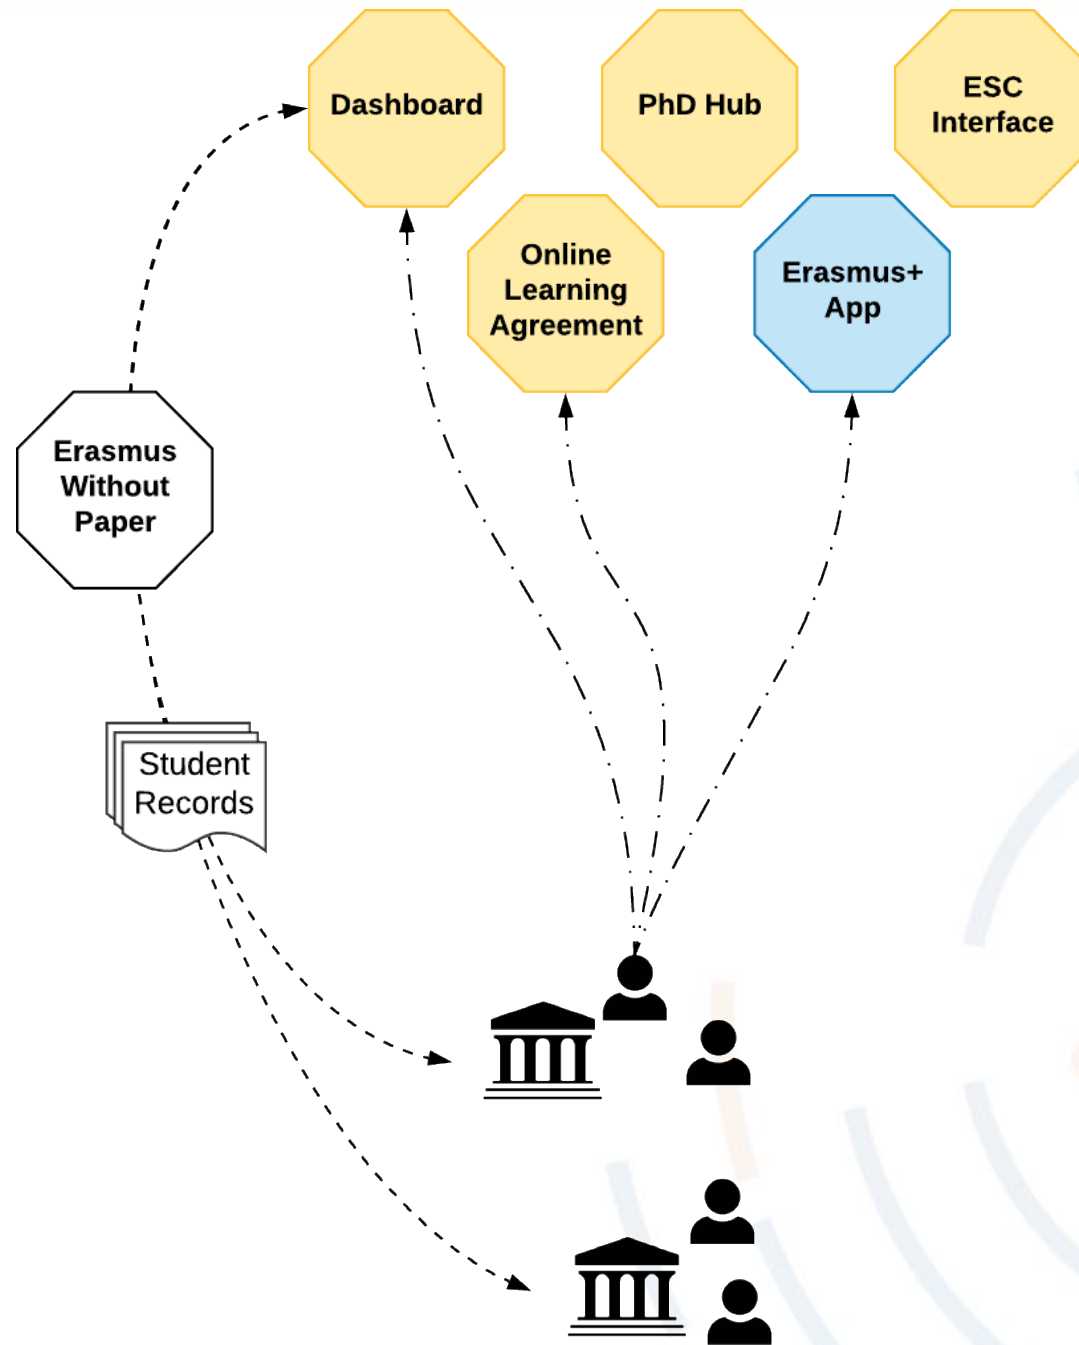 Dashboard
PhD Hub
ESC
Interface
Online
Learning
Agreement
Erasmus+
App
Erasmus
Without
Paper
Student
Records